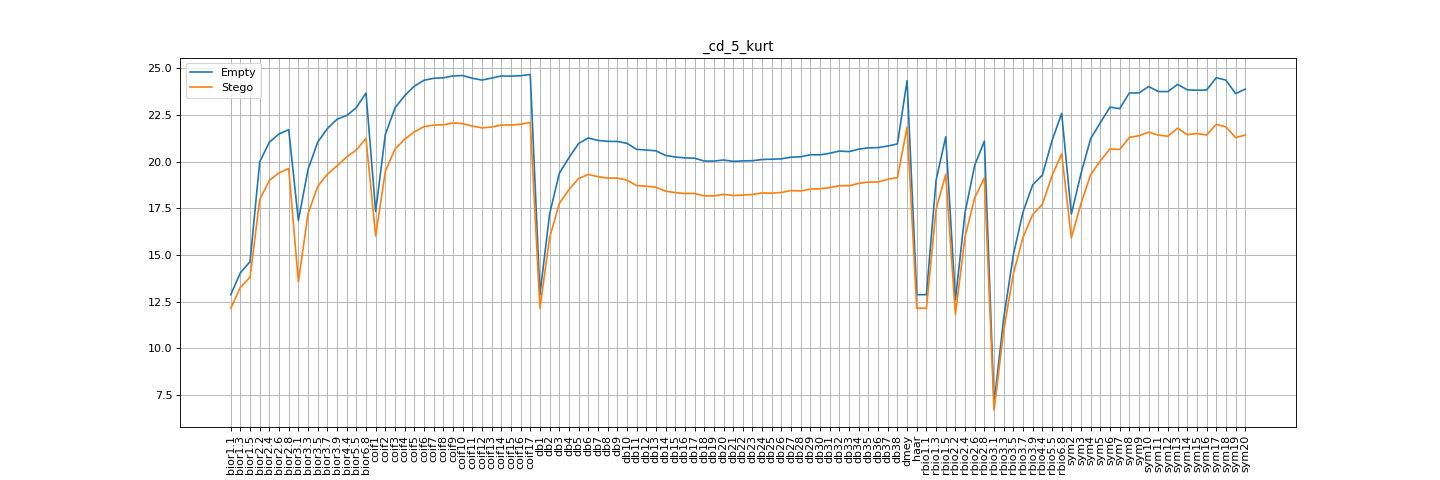 _cd_5_kurt
Empty
Stego
25.0
22.5
20.0
17.5
15.0
12.5
10.0
7.5
bior1.1
bior1.3
bior1.5
bior2.2
bior2.4
bior2.6
bior2.8
bior3.1
bior3.3
bior3.5
bior3.7
bior3.9
bior4.4
bior5.5
bior6.8
coif1
coif2
coif3
coif4
coif5
coif6
coif7
coif8
coif9
coif10
coif11
coif12
coif13
coif14
coif15
coif16
coif17
db1
db2
db3
db4
db5
db6
db7
db8
db9
db10
db11
db12
db13
db14
db15
db16
db17
db18
db19
db20
db21
db22
db23
db24
db25
db26
db27
db28
db29
db30
db31
db32
db33
db34
db35
db36
db37
db38
dmey
haar
rbio1.1
rbio1.3
rbio1.5
rbio2.2
rbio2.4
rbio2.6
rbio2.8
rbio3.1
rbio3.3
rbio3.5
rbio3.7
rbio3.9
rbio4.4
rbio5.5
rbio6.8
sym2
sym3
sym4
sym5
sym6
sym7
sym8
sym9
sym10
sym11
sym12
sym13
sym14
sym15
sym16
sym17
sym18
sym19
sym20